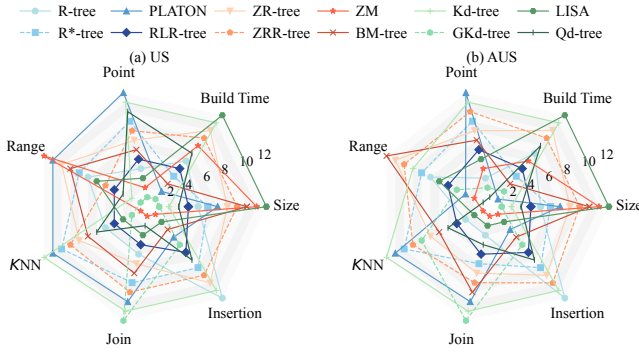 R-tree PLATON ZR-tree ZM Kd-tree LISA
R*-tree RLR-tree ZRR-tree BM-tree GKd-tree Qd-tree
(a) US (b) AUS
Point Point
Build Time Build Time
Range 12 12
10 10
8 8
6 6
4 4
2 2
Size Size
KNN KNN
Insertion Insertion
Join Join